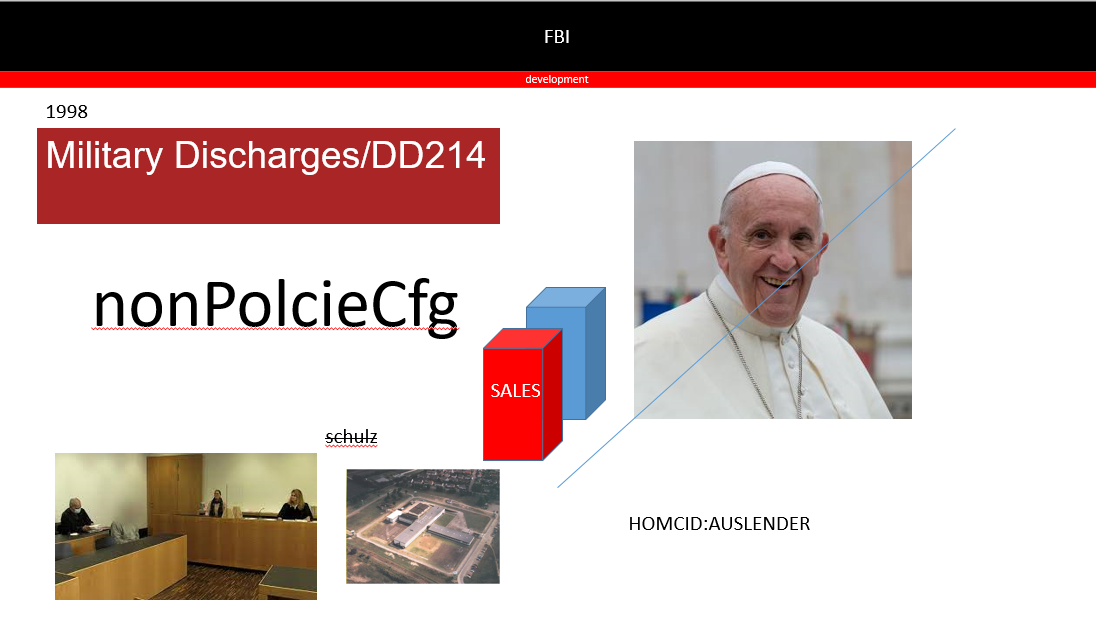 FBI
development
1998
Military Discharges/DD214
nonPolcieCfg
SALES
schulz
HOMCID:AUSLENDER